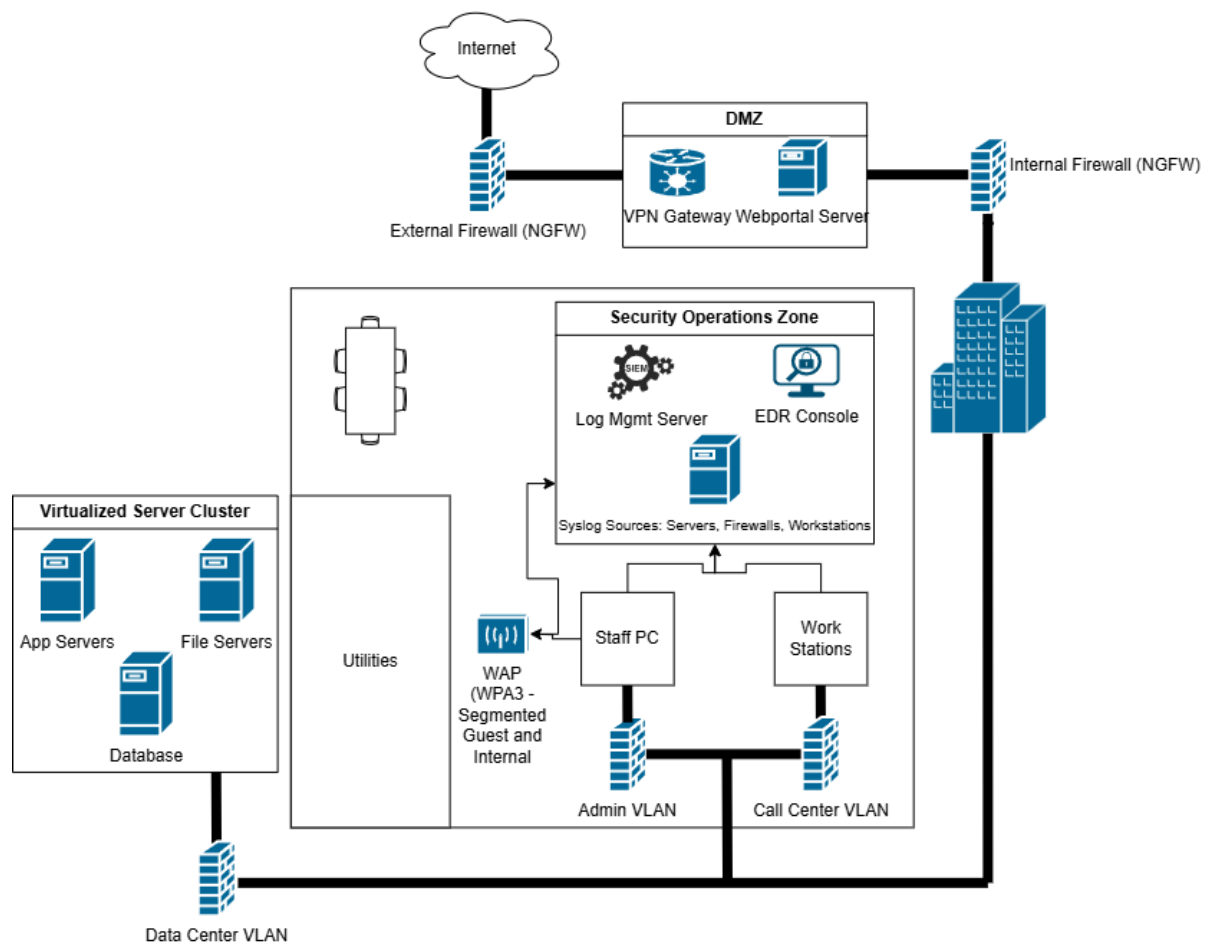 Internet
DMZ
Internal Firewall (NGFW)
VPN Gateway Webportal Server
External Firewall (NGFW)
Security Operations Zone
SIEM
Log Mgmt Server
EDR Console
Syslog Sources: Servers, Firewalls, Workstations
Virtualized Server Cluster
App Servers
File Servers
Database
Utilities
WAP
(WPA3 -
Segmented
Guest and
Internal
Staff PC
Work
Stations
Admin VLAN
Call Center VLAN
Data Center VLAN